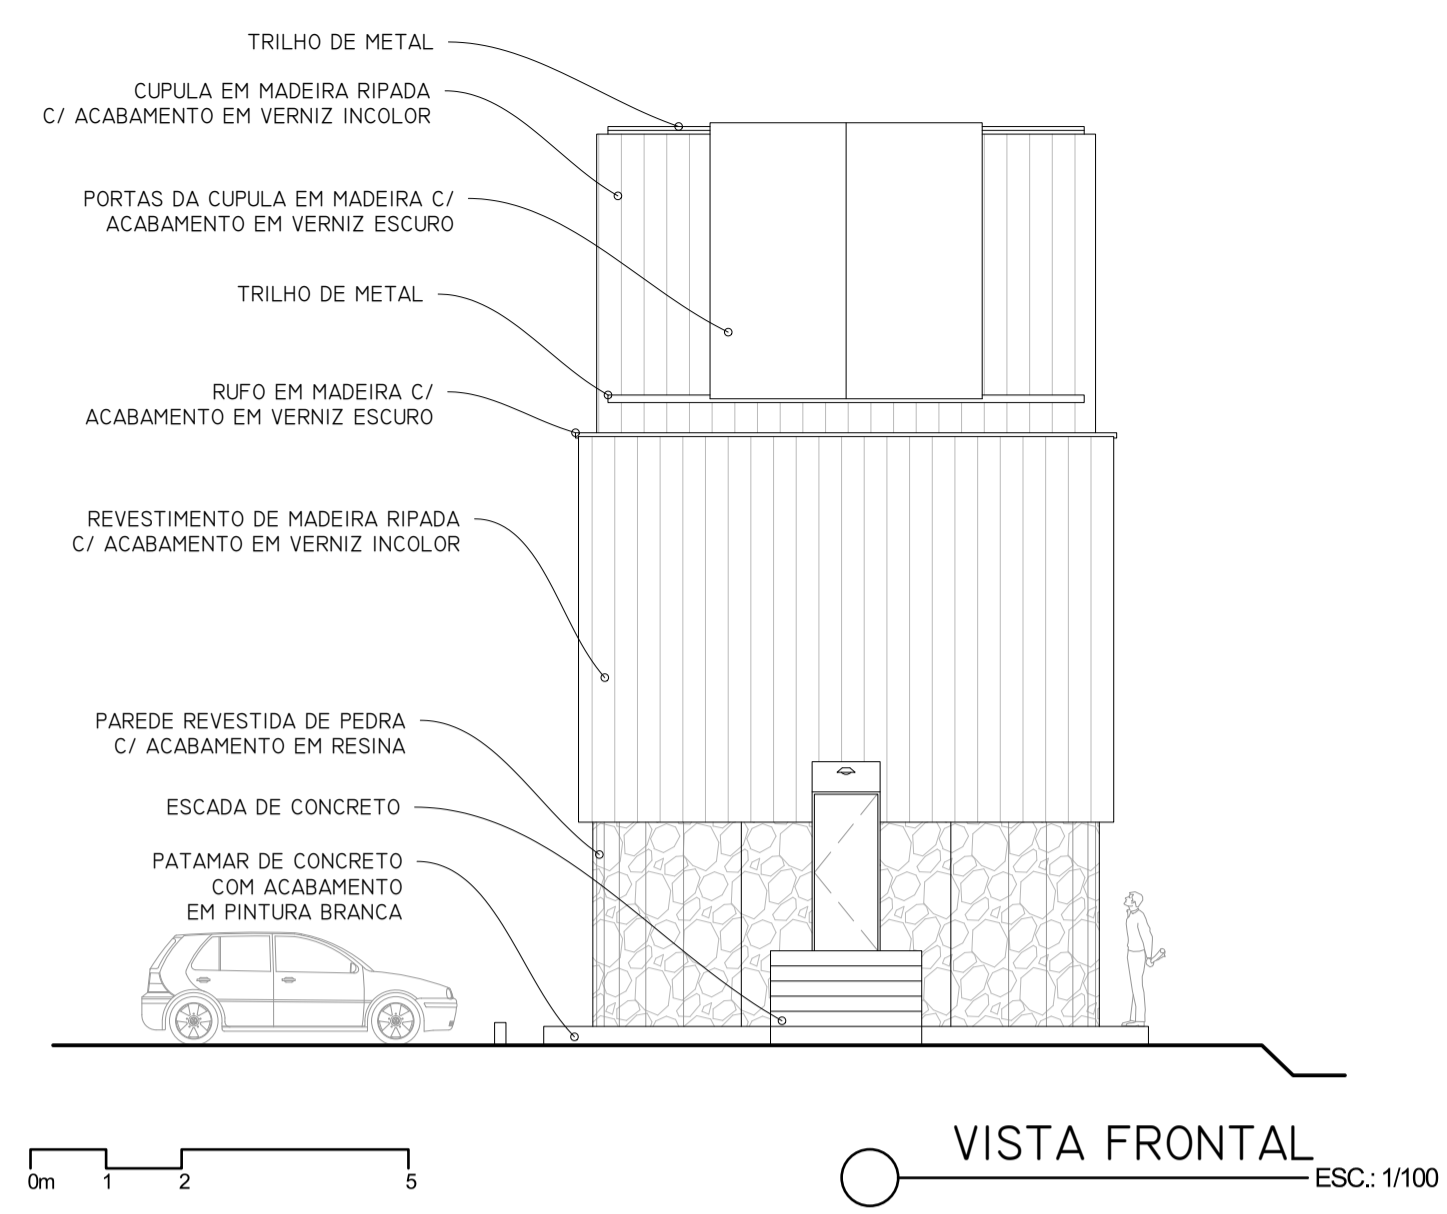 TRILHO DE METAL
CUPULA EM MADEIRA RIPADA
C/ ACABAMENTO EM VERNIZ INCOLOR
PORTAS DA CUPULA EM MADEIRA C/
ACABAMENTO EM VERNIZ ESCURO
TRILHO DE METAL
RUFO EM MADEIRA C/
ACABAMENTO EM VERNIZ ESCURO
REVESTIMENTO DE MADEIRA RIPADA
C/ ACABAMENTO EM VERNIZ INCOLOR
PAREDE REVESTIDA DE PEDRA
C/ ACABAMENTO EM RESINA
ESCADA DE CONCRETO
PATAMAR DE CONCRETO
COM ACABAMENTO
EM PINTURA BRANCA
0m 1 2 5
VISTA FRONTAL
ESC.: 1/100